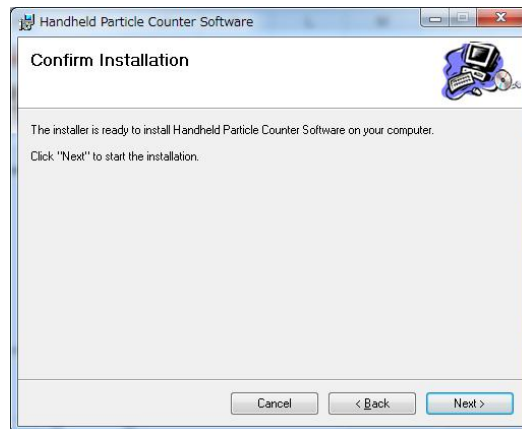 Handheld Particle Counter Software
Confirm Installation
The installer is ready to install Handheld Particle Counter Software on your computer.
Click "Next" to start the installation.
Cancel
< Back
Next >